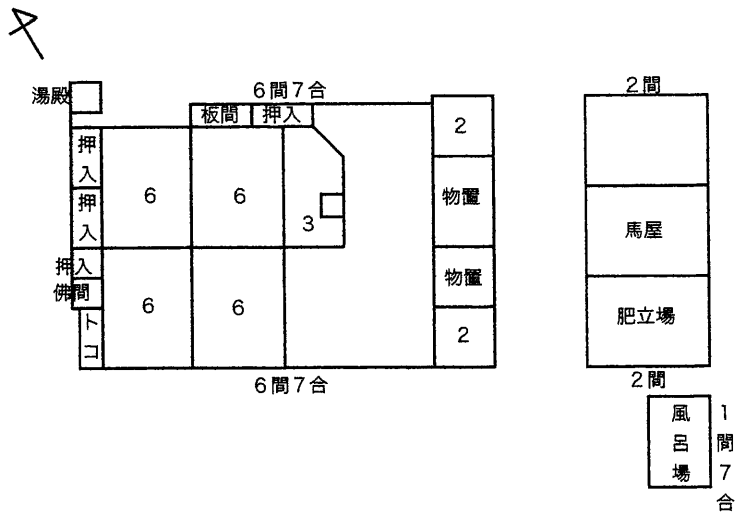 6間7合
2間
湯殿
板間
押入
2
押入
6
6
物置
押入
3
馬屋
押入
物置
佛間
6
6
肥立場
トコ
2
6間7合
2間
風呂場
1間7合